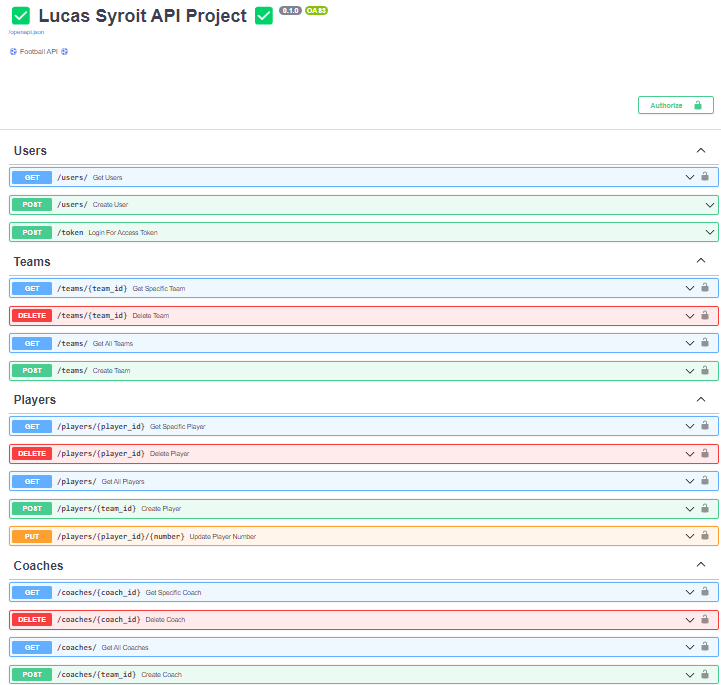 Lucas Syroit API Project 0.1.0 OAS3
/openapi.json
Football API
Authorize
Users
GET /users/ Get Users
POST /users/ Create User
POST /token Login For Access Token
Teams
GET /teams/{team_id} Get Specific Team
DELETE /teams/{team_id} Delete Team
GET /teams/ Get All Teams
POST /teams/ Create Team
Players
GET /players/{player_id} Get Specific Player
DELETE /players/{player_id} Delete Player
GET /players/ Get All Players
POST /players/{team_id} Create Player
PUT /players/{player_id}/{number} Update Player Number
Coaches
GET /coaches/{coach_id} Get Specific Coach
DELETE /coaches/{coach_id} Delete Coach
GET /coaches/ Get All Coaches
POST /coaches/{team_id} Create Coach